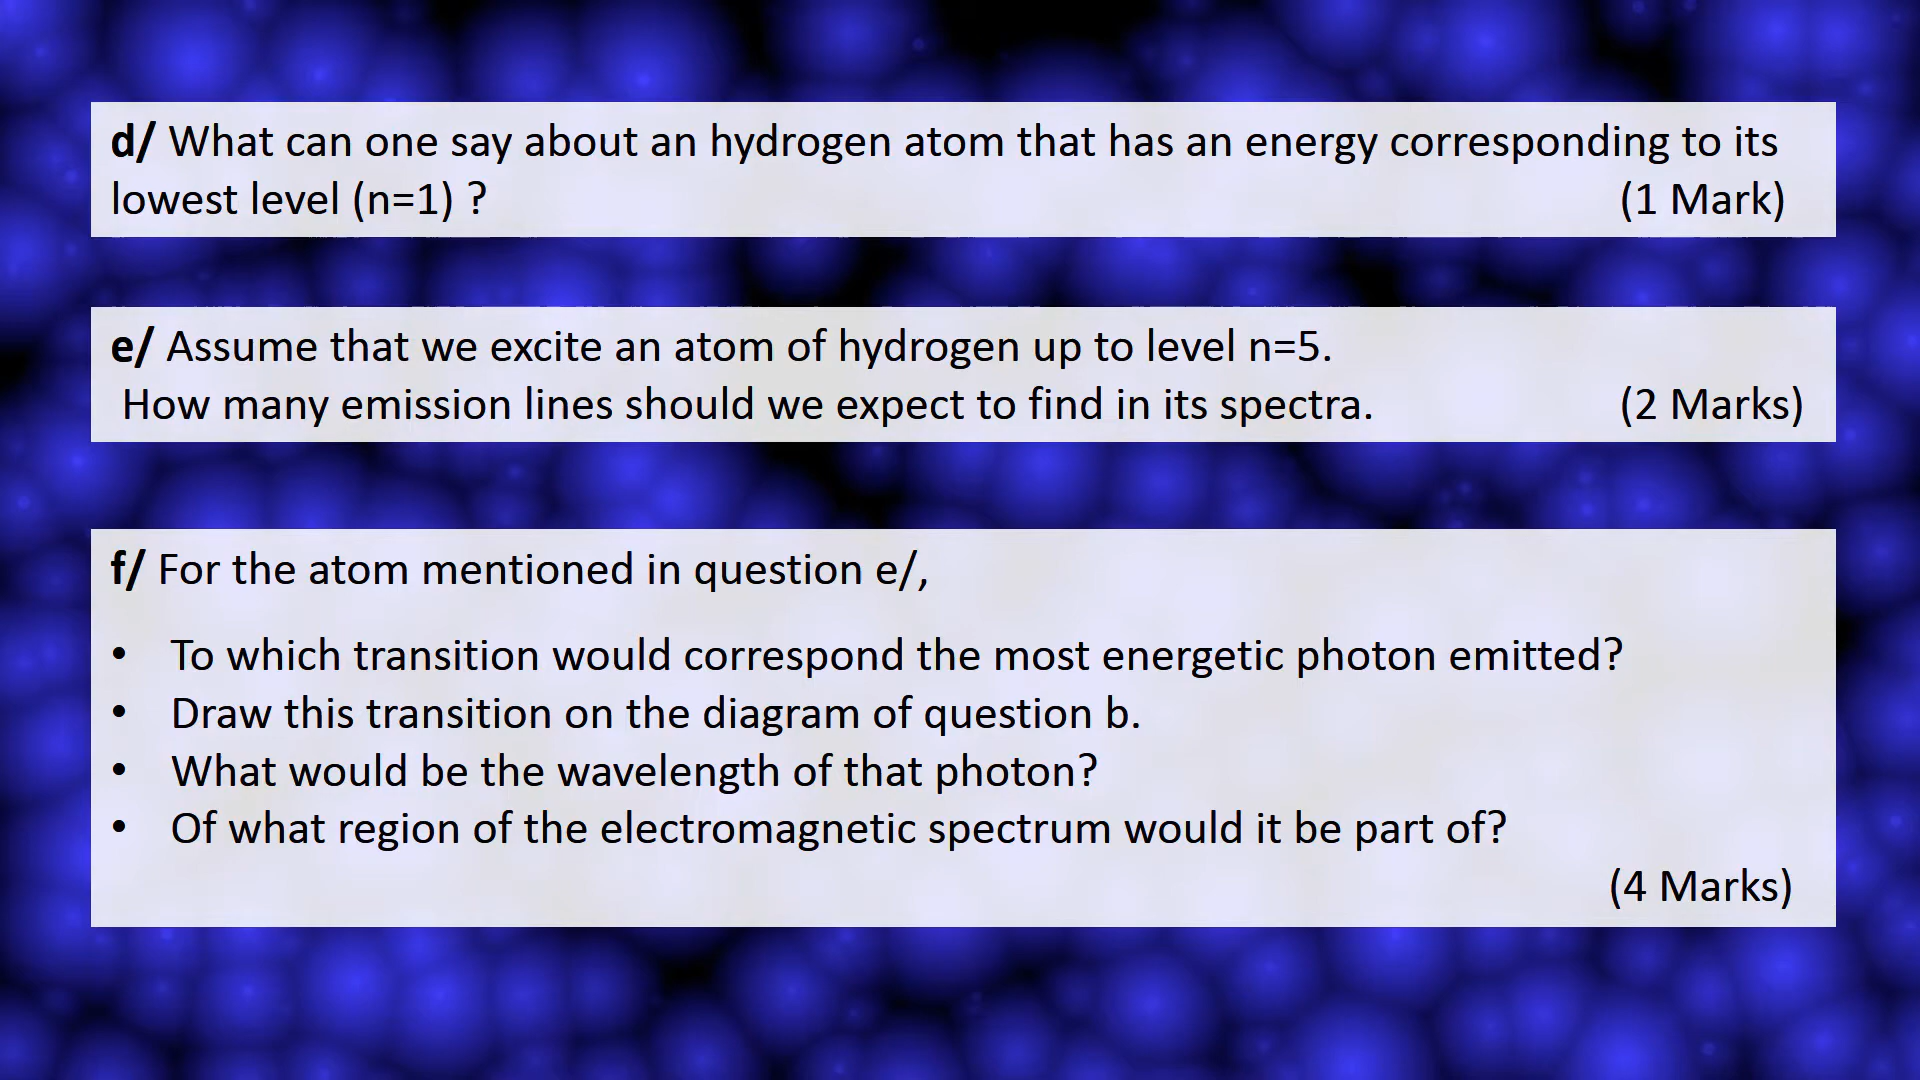 d/ What can one say about an hydrogen atom that has an energy corresponding to its
lowest level (n=1) ? (1 Mark)
e/ Assume that we excite an atom of hydrogen up to level n=5.
How many emission lines should we expect to find in its spectra. (2 Marks)
f/ For the atom mentioned in question e/,
• To which transition would correspond the most energetic photon emitted?
• Draw this transition on the diagram of question b.
• What would be the wavelength of that photon?
• Of what region of the electromagnetic spectrum would it be part of?
(4 Marks)